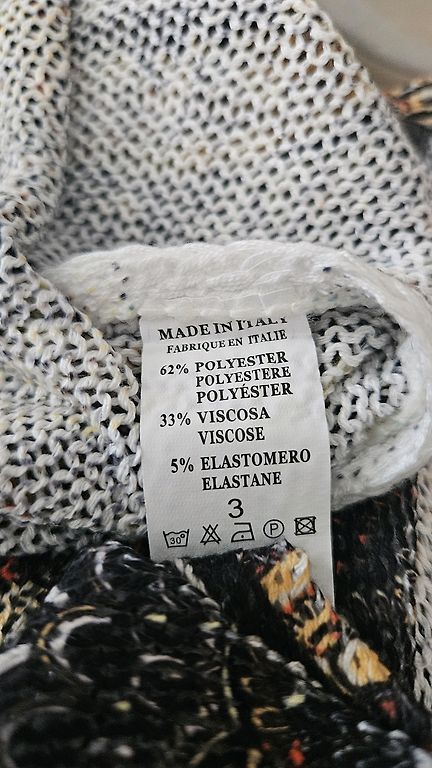 MADE IN ITALY
FABRIQUE EN ITALIE
62% POLYESTER
POLYESTERE
POLYÉSTER
33% VISCOSA
VISCOSE
5% ELASTOMERO
ELASTANE
3
30° P